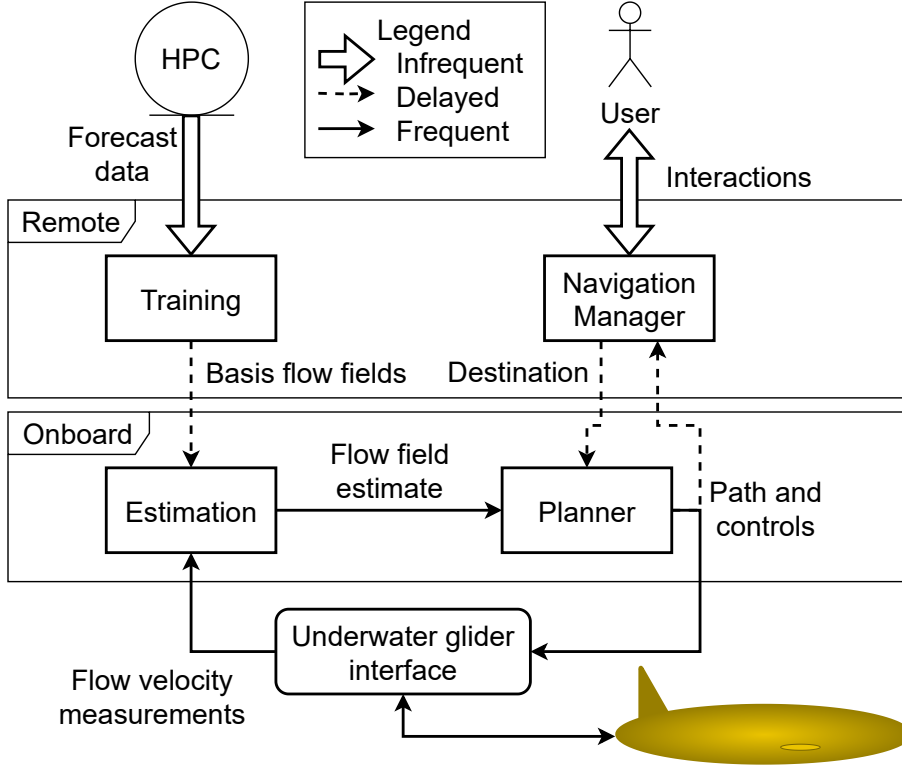 HPC
Legend
Infrequent
Delayed
Frequent
User
Forecast
data
Interactions
Remote
Training
Navigation
Manager
Basis flow fields
Destination
Onboard
Flow field
estimate
Estimation
Planner
Path and
controls
Underwater glider
interface
Flow velocity
measurements